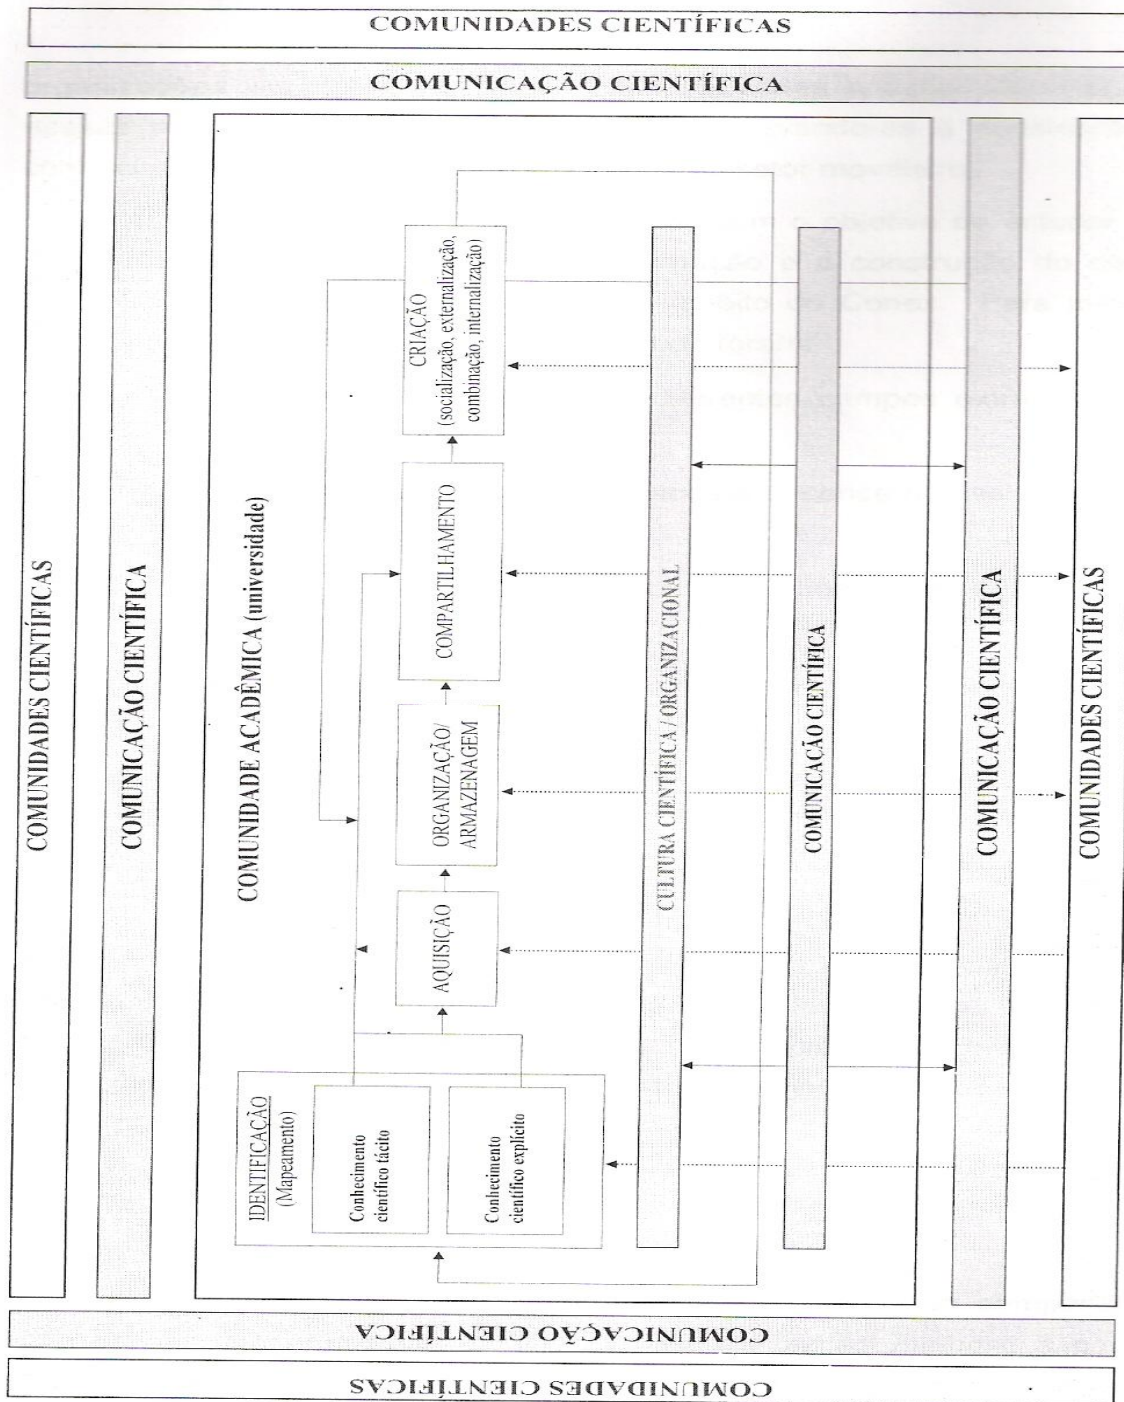 COMUNIDADES CIENTÍFICAS
COMUNICAÇÃO CIENTÍFICA
COMUNIDADES CIENTÍFICAS
COMUNICAÇÃO CIENTÍFICA
COMUNIDADE ACADÊMICA (universidade)
IDENTIFICAÇÃO
(Mapeamento)
Conhecimento
científico tácito
Conhecimento
científico explícito
AQUISIÇÃO
ORGANIZAÇÃO/
ARMAZENAGEM
COMPARTILHAMENTO
CRIAÇÃO
(socialização, externalização,
combinação, internalização)
CULTURA CIENTÍFICA / ORGANIZACIONAL
COMUNICAÇÃO CIENTÍFICA
COMUNICAÇÃO CIENTÍFICA
COMUNIDADES CIENTÍFICAS
COMUNICAÇÃO CIENTÍFICA
COMUNIDADES CIENTÍFICAS